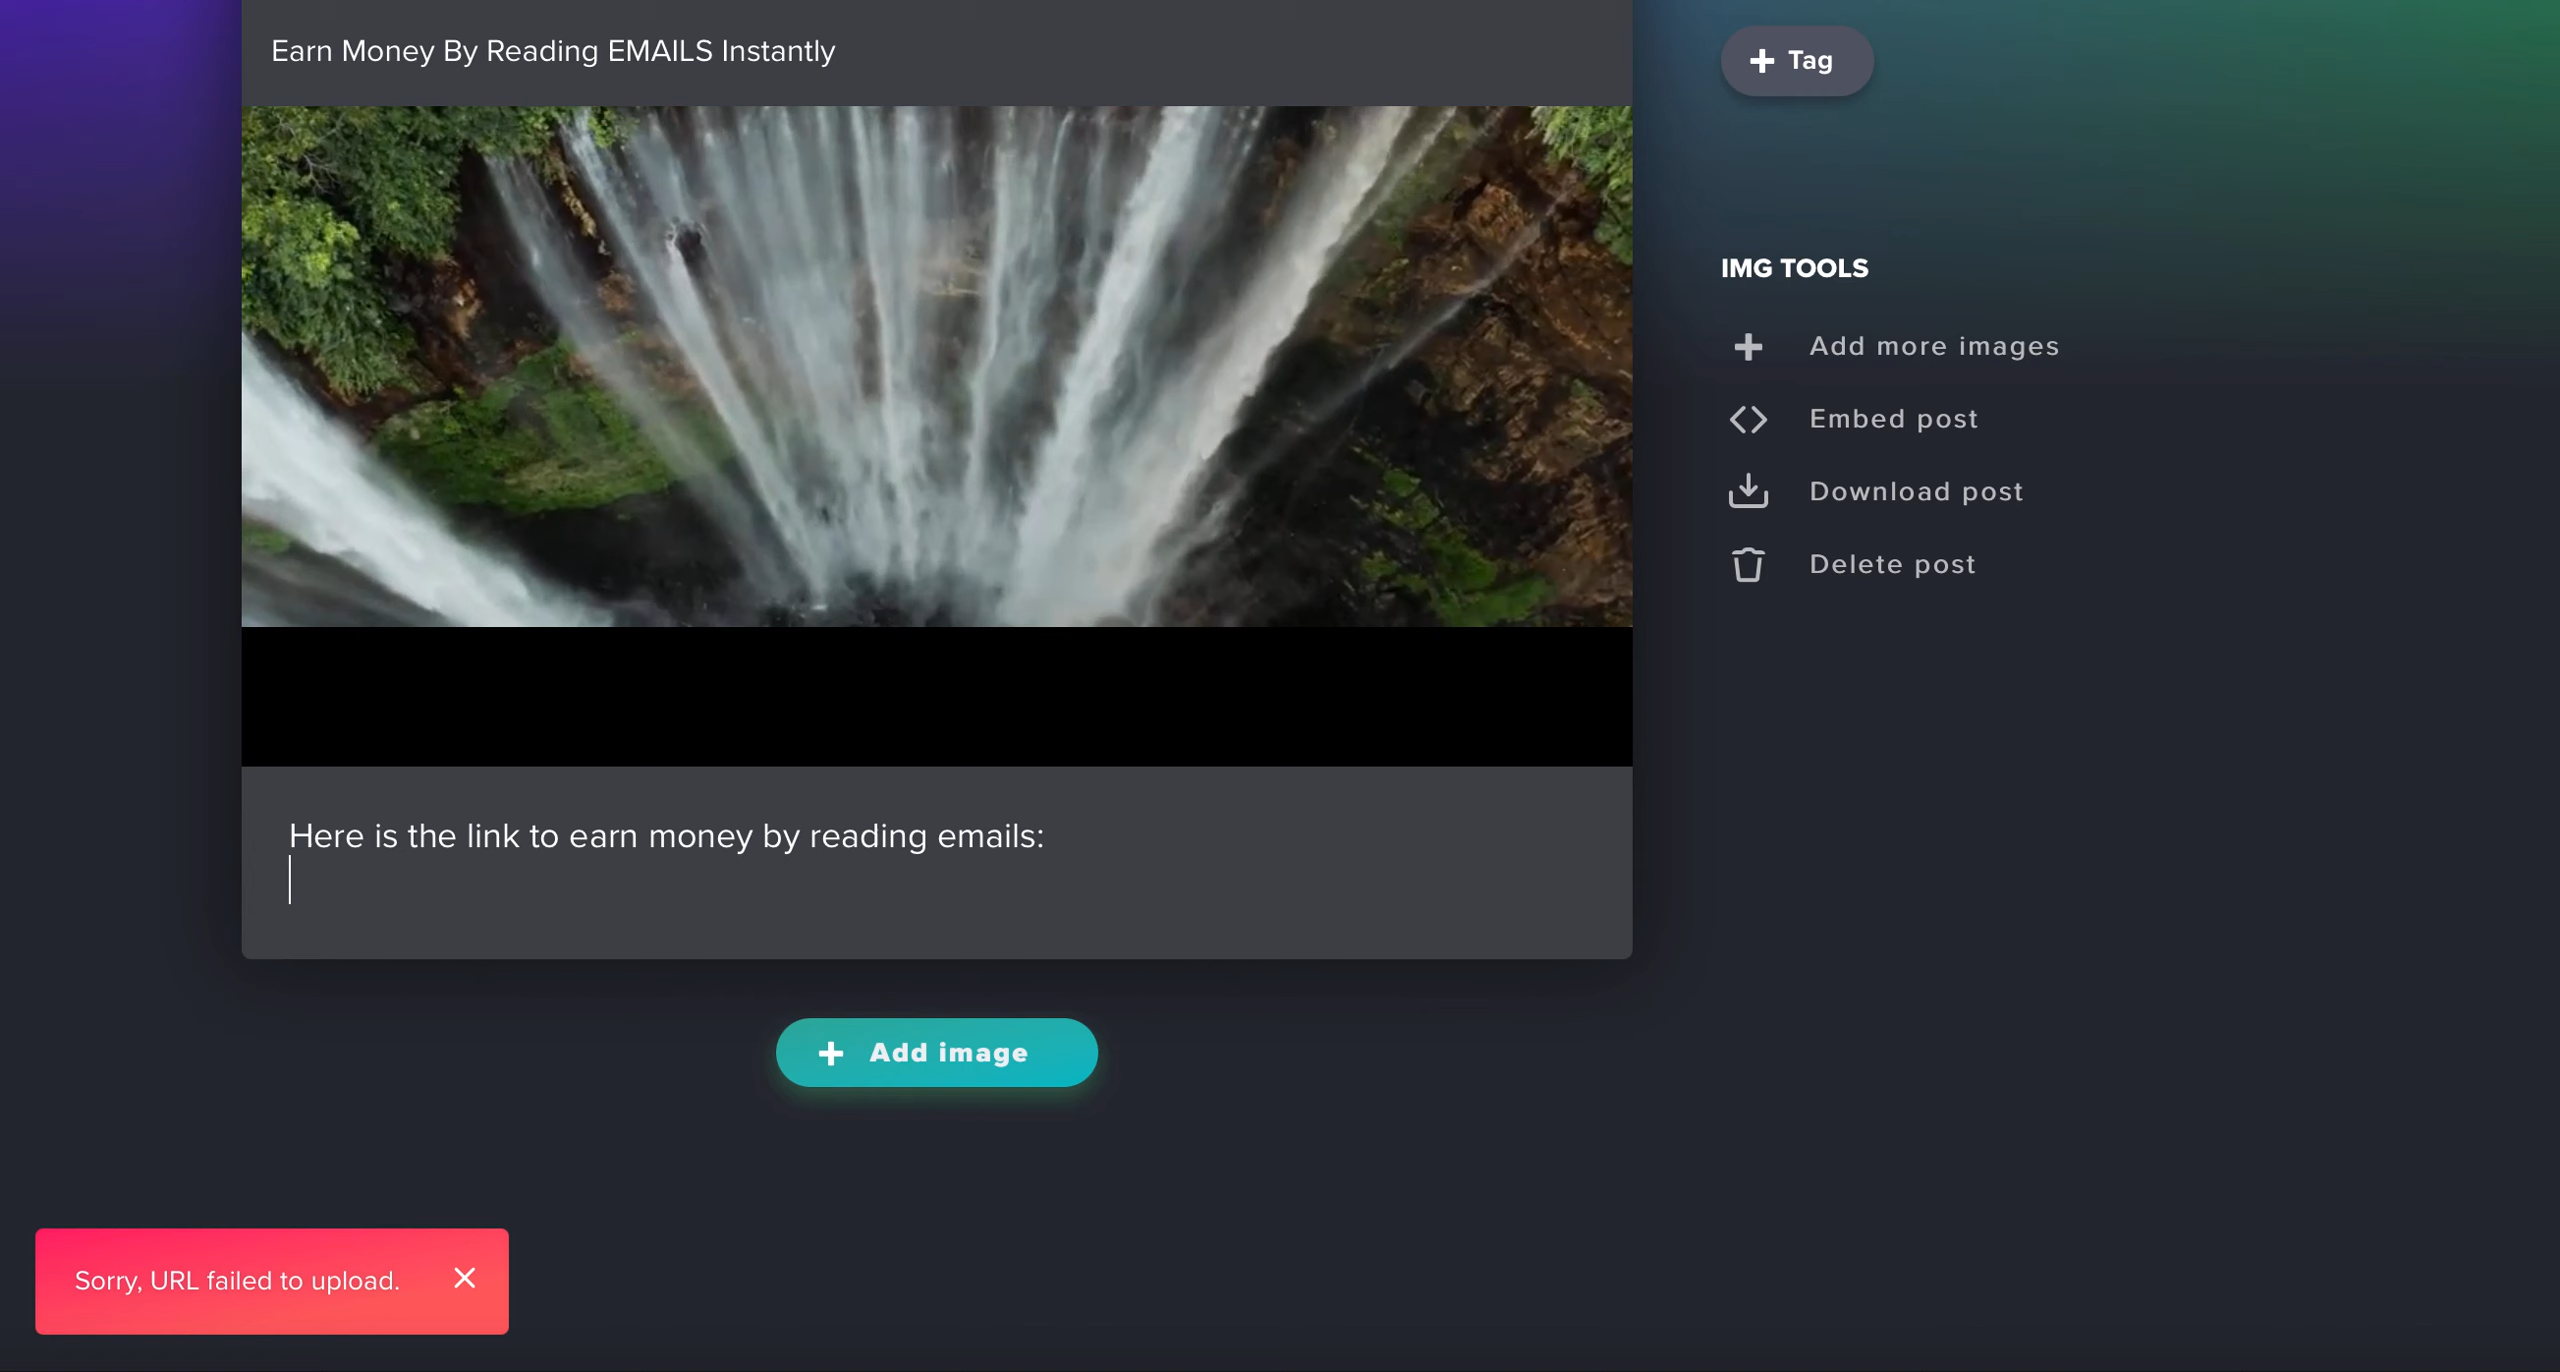 Earn Money By Reading EMAILS Instantly
Tag
IMG TOOLS
Add more images
Embed post
Download post
Delete post
Here is the link to earn money by reading emails:
Add image
Sorry, URL failed to upload.